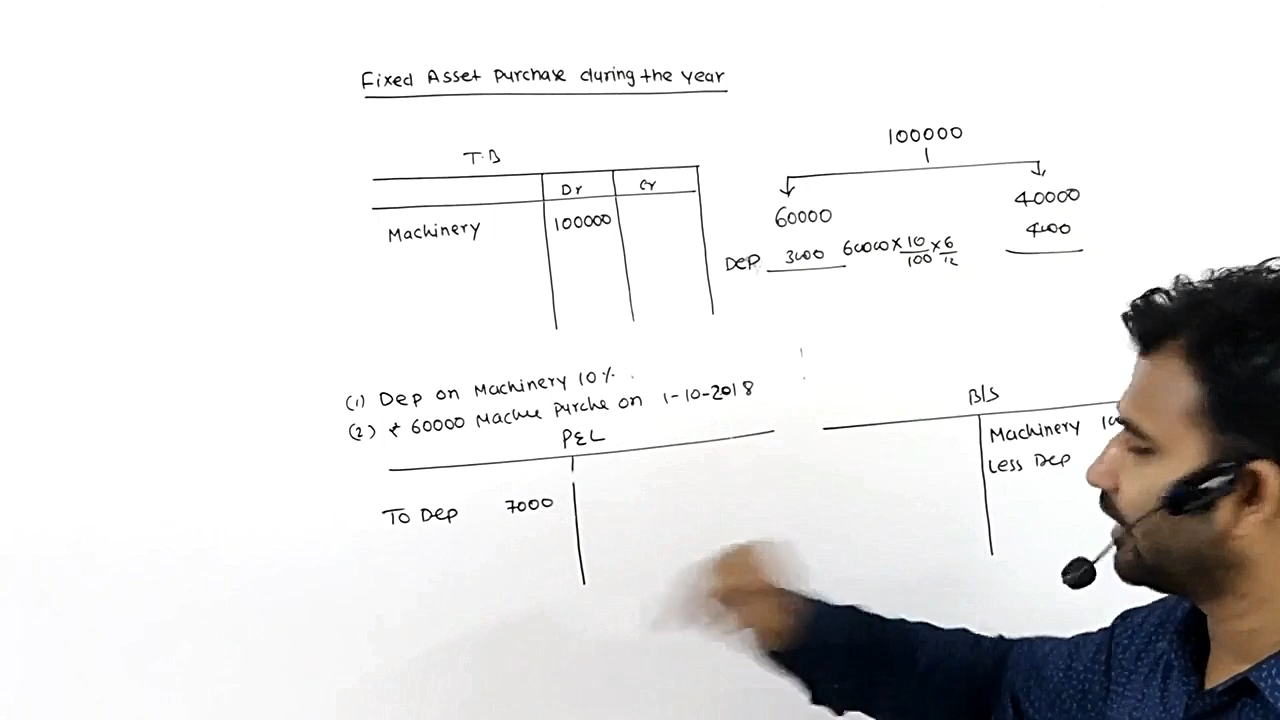 Fixed Asset Purchase during the year
T.B
Dr Cr
Machinery 100000
100000
60000 40000
Dep 3000 60000 × 10/100 × 6/12 4000
(1) Dep on Machinery 10%.
(2) ₹ 60000 Machine Purche on 1-10-2018
P&L
To Dep 7000
B/S
Machinery
Less Dep